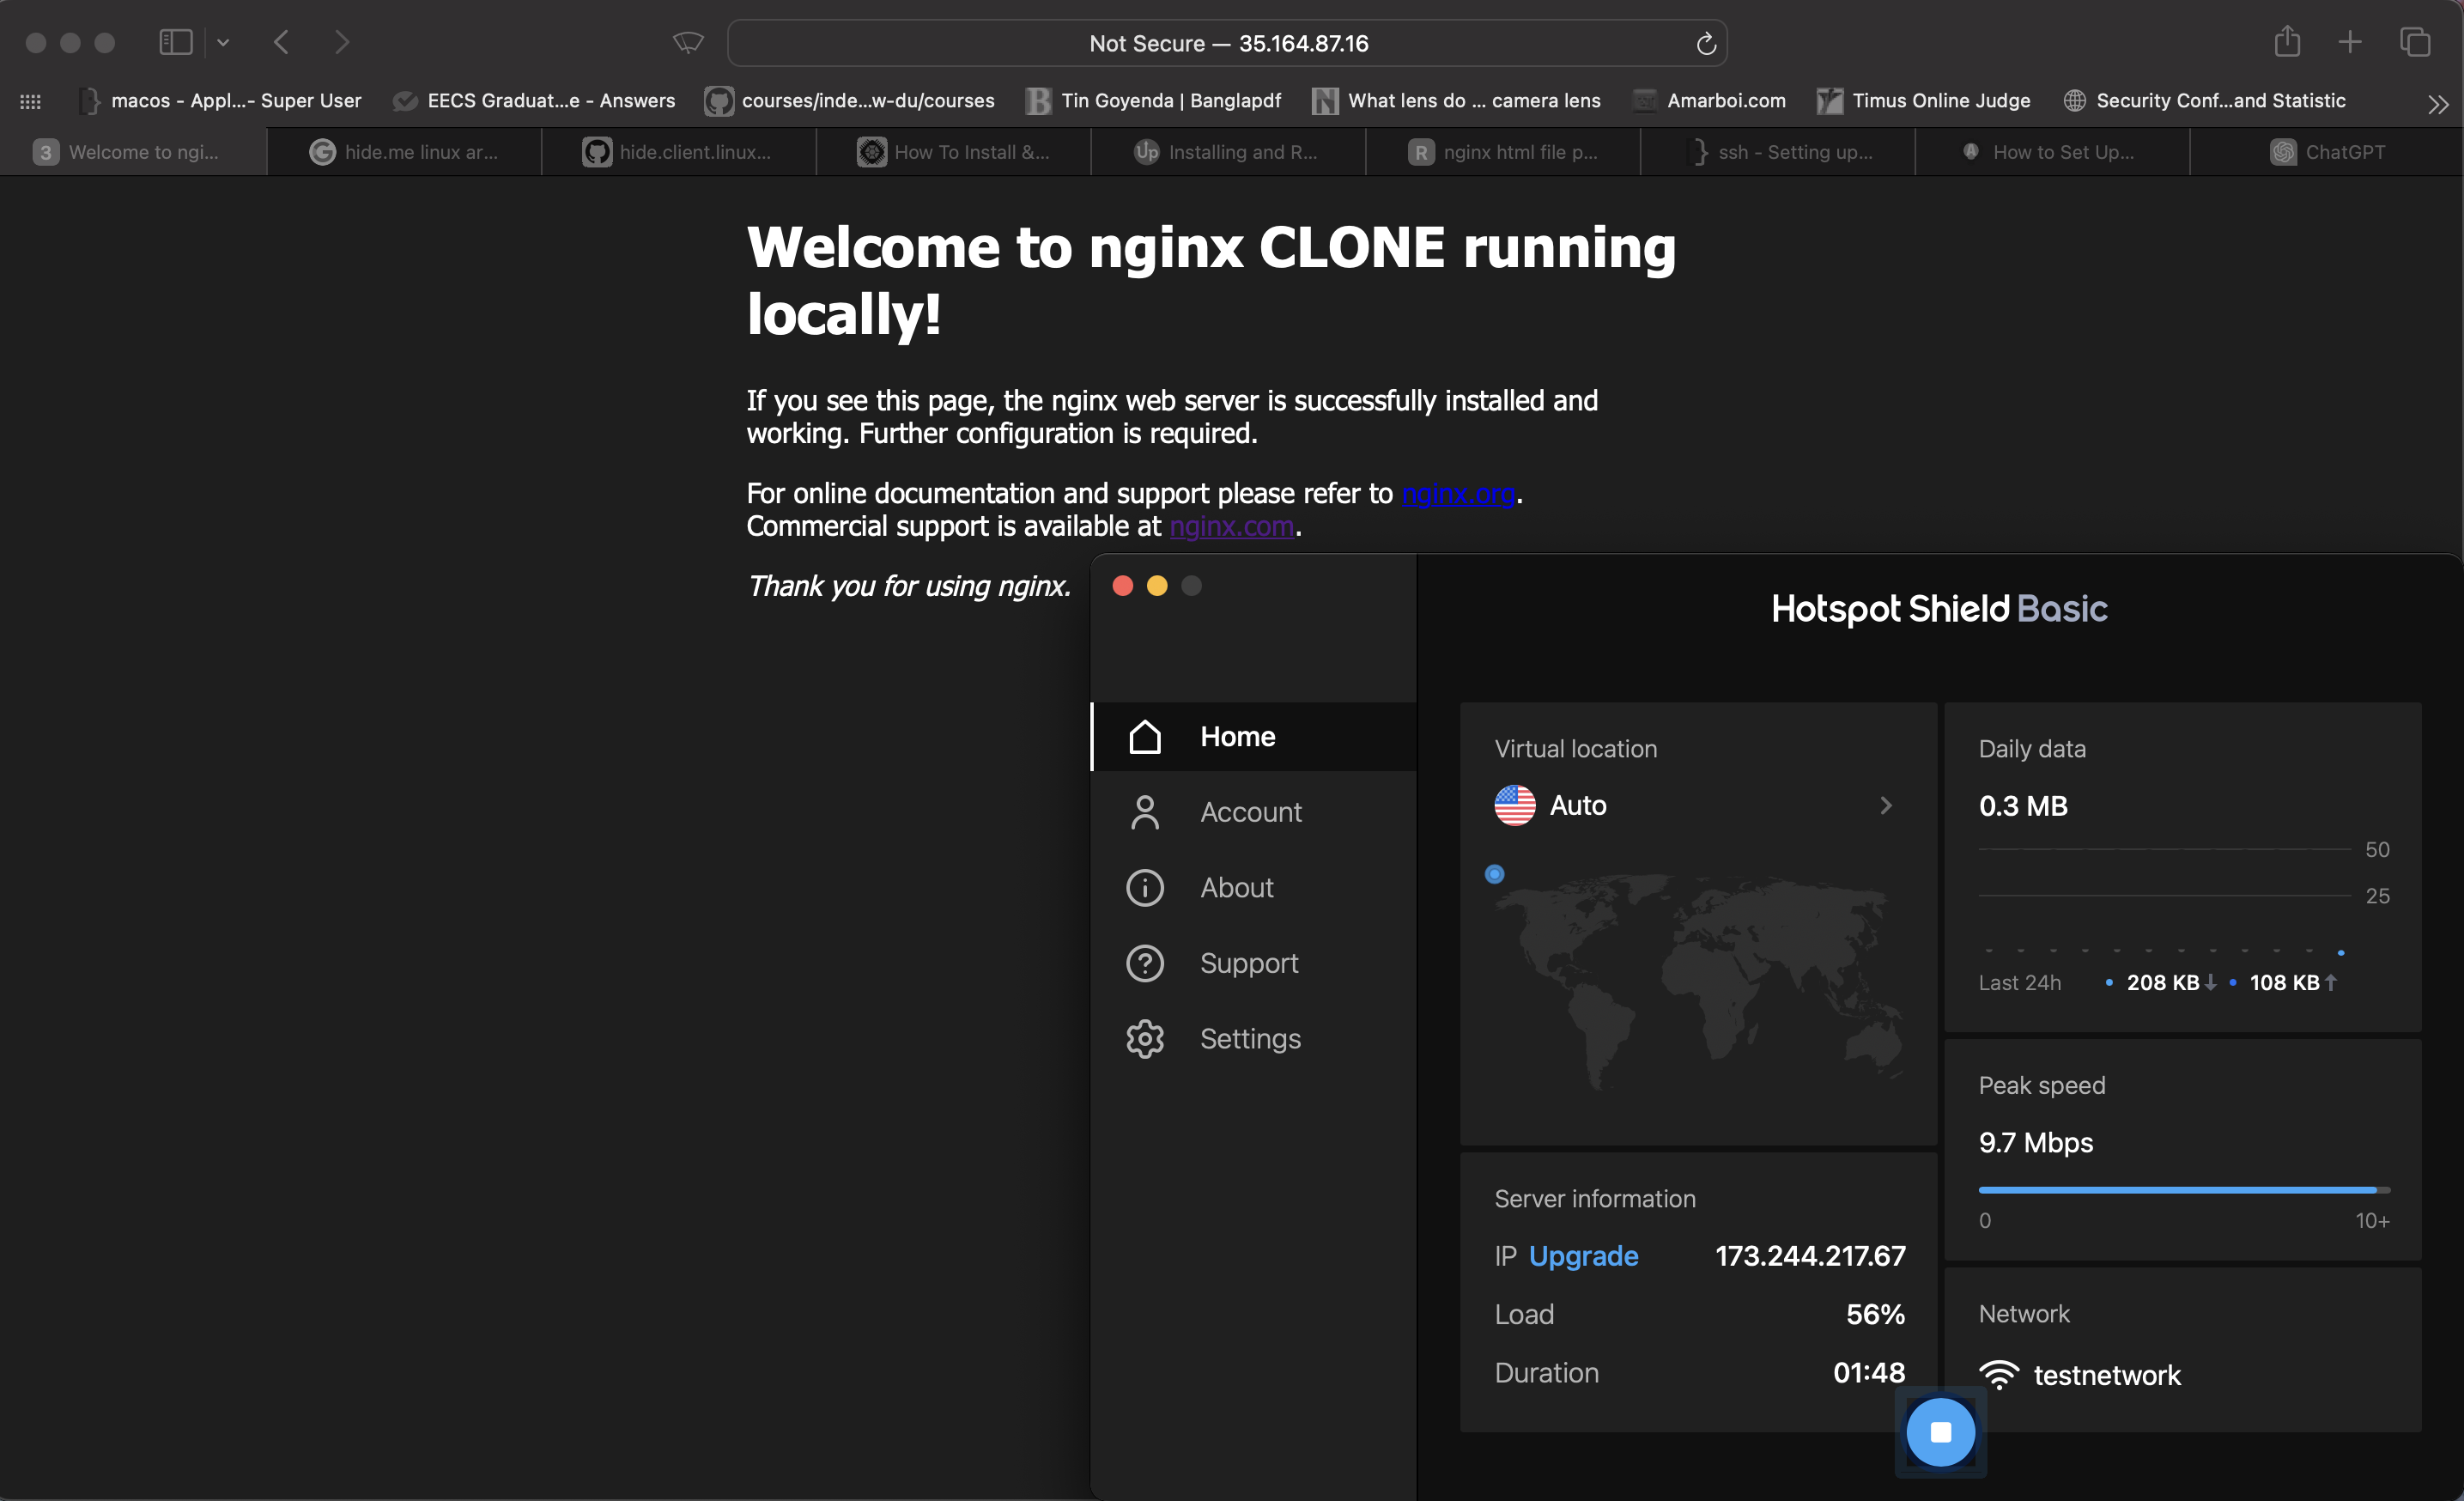 Not Secure — 35.164.87.16
macos - Appl...- Super User
EECS Graduat...e - Answers
courses/inde...w-du/courses
Tin Goyenda | Banglapdf
What lens do ... camera lens
Amarboi.com
Timus Online Judge
Security Conf...and Statistic
3 Welcome to ngi...
hide.me linux ar...
hide.client.linux...
How To Install &...
Up Installing and R...
R nginx html file p...
ssh - Setting up...
How to Set Up...
ChatGPT
Welcome to nginx CLONE running
locally!
If you see this page, the nginx web server is successfully installed and
working. Further configuration is required.
For online documentation and support please refer to nginx.org.
Commercial support is available at nginx.com.
Thank you for using nginx.
Hotspot Shield Basic
Home
Account
About
Support
Settings
Virtual location
Auto
Server information
IP Upgrade 173.244.217.67
Load 56%
Duration 01:48
Daily data
0.3 MB
50
25
Last 24h 208 KB 108 KB
Peak speed
9.7 Mbps
0 10+
Network
testnetwork